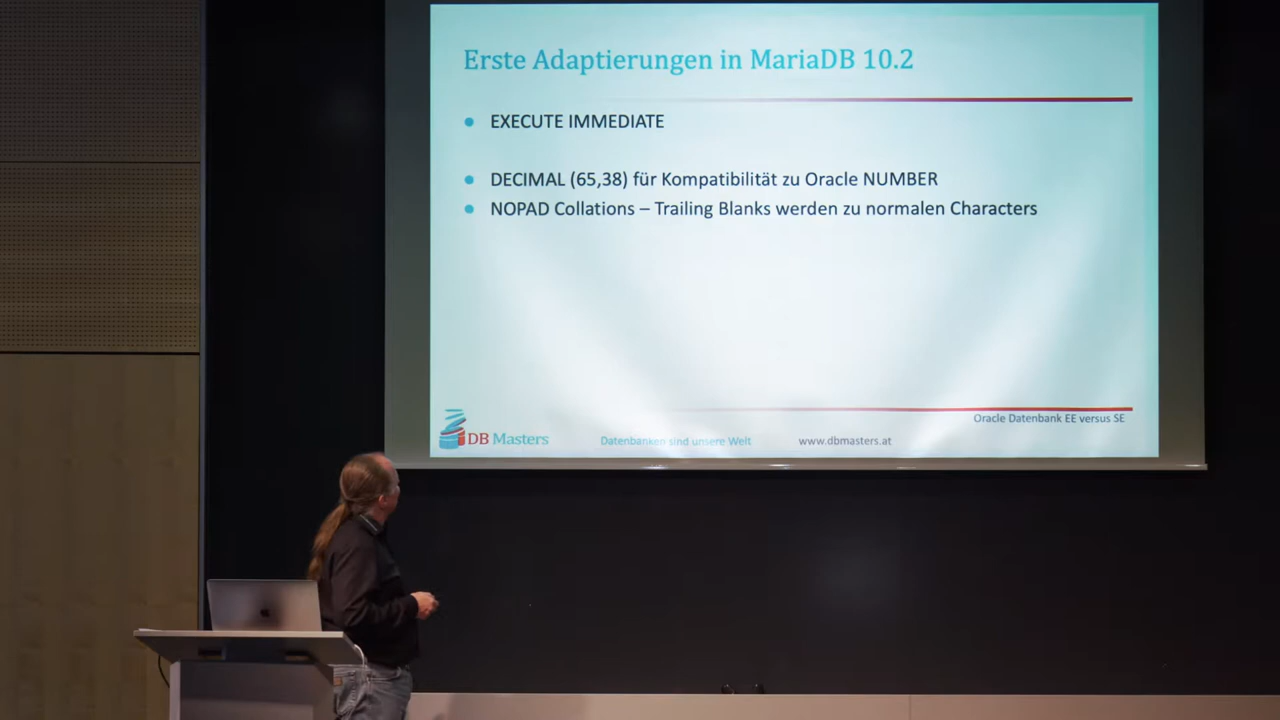 Erste Adaptierungen in MariaDB 10.2
● EXECUTE IMMEDIATE
● DECIMAL (65,38) für Kompatibilität zu Oracle NUMBER
● NOPAD Collations – Trailing Blanks werden zu normalen Characters
Oracle Datenbank EE versus SE
DB Masters
Datenbanken sind unsere Welt
www.dbmasters.at